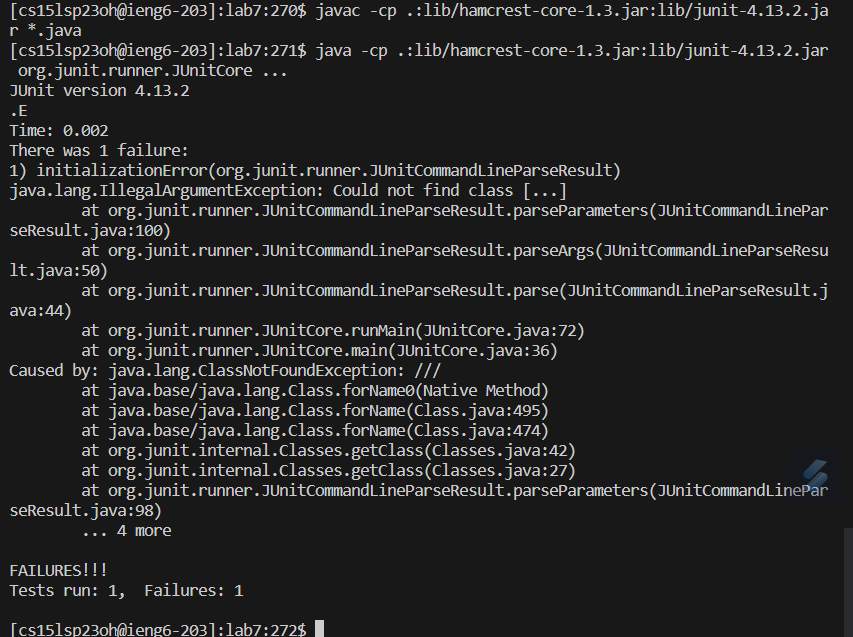 [cs15lsp23oh@ieng6-203]:lab7:270$ javac -cp .:lib/hamcrest-core-1.3.jar:lib/junit-4.13.2.ja
r *.java
[cs15lsp23oh@ieng6-203]:lab7:271$ java -cp .:lib/hamcrest-core-1.3.jar:lib/junit-4.13.2.jar
 org.junit.runner.JUnitCore ...
JUnit version 4.13.2
.E
Time: 0.002
There was 1 failure:
1) initializationError(org.junit.runner.JUnitCommandLineParseResult)
java.lang.IllegalArgumentException: Could not find class [...]
        at org.junit.runner.JUnitCommandLineParseResult.parseParameters(JUnitCommandLinePar
seResult.java:100)
        at org.junit.runner.JUnitCommandLineParseResult.parseArgs(JUnitCommandLineParseResu
lt.java:50)
        at org.junit.runner.JUnitCommandLineParseResult.parse(JUnitCommandLineParseResult.j
ava:44)
        at org.junit.runner.JUnitCore.runMain(JUnitCore.java:72)
        at org.junit.runner.JUnitCore.main(JUnitCore.java:36)
Caused by: java.lang.ClassNotFoundException: ///
        at java.base/java.lang.Class.forName0(Native Method)
        at java.base/java.lang.Class.forName(Class.java:495)
        at java.base/java.lang.Class.forName(Class.java:474)
        at org.junit.internal.Classes.getClass(Classes.java:42)
        at org.junit.internal.Classes.getClass(Classes.java:27)
        at org.junit.runner.JUnitCommandLineParseResult.parseParameters(JUnitCommandLinePar
seResult.java:98)
        ... 4 more
FAILURES!!!
Tests run: 1,  Failures: 1
[cs15lsp23oh@ieng6-203]:lab7:272$